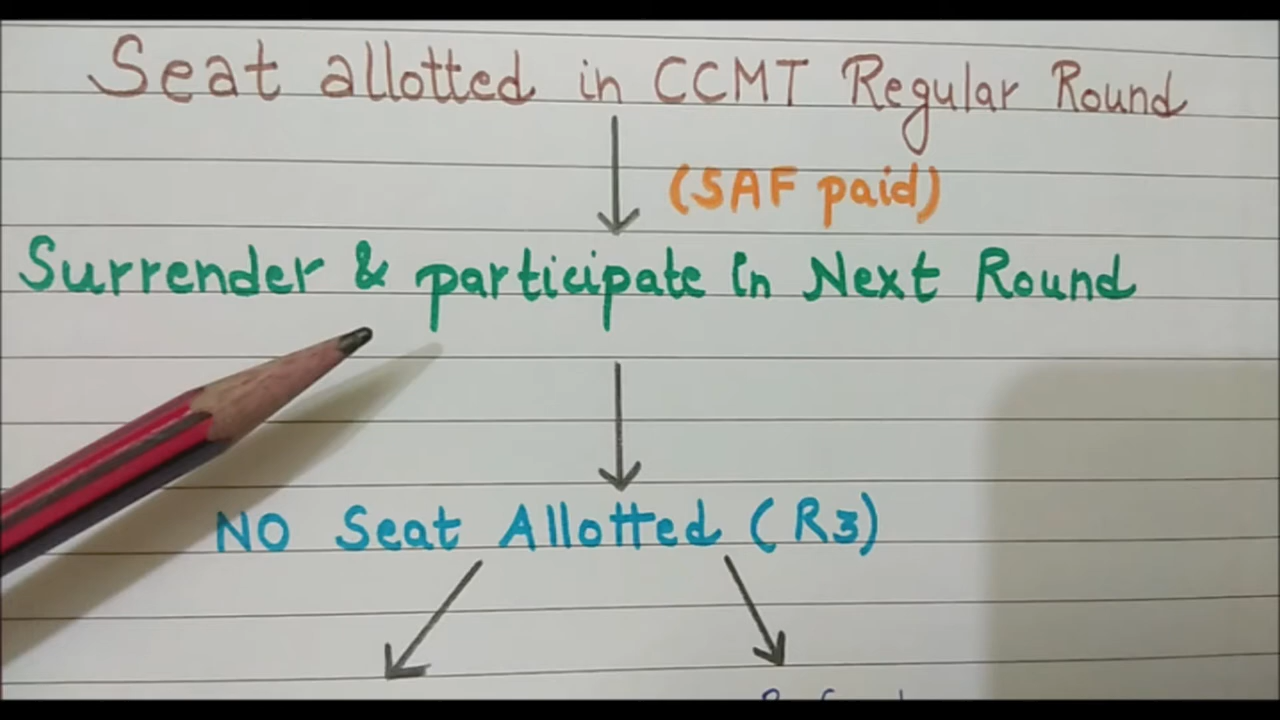 Seat allotted in CCMT Regular Round
(SAF paid)
Surrender & participate in Next Round
NO Seat Allotted (R3)